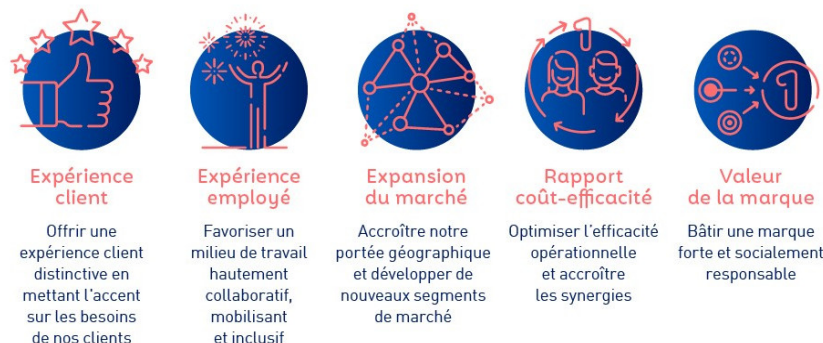 Expérience
client
Offrir une
expérience client
distinctive en
mettant l'accent
sur les besoins
de nos clients
Expérience
employé
Favoriser un
milieu de travail
hautement
collaboratif,
mobilisant
et inclusif
Expansion
du marché
Accroître notre
portée géographique
et développer de
nouveaux segments
de marché
1
Rapport
coût-efficacité
Optimiser l'efficacité
opérationnelle
et accroître
les synergies
1
Valeur
de la marque
Bâtir une marque
forte et socialement
responsable